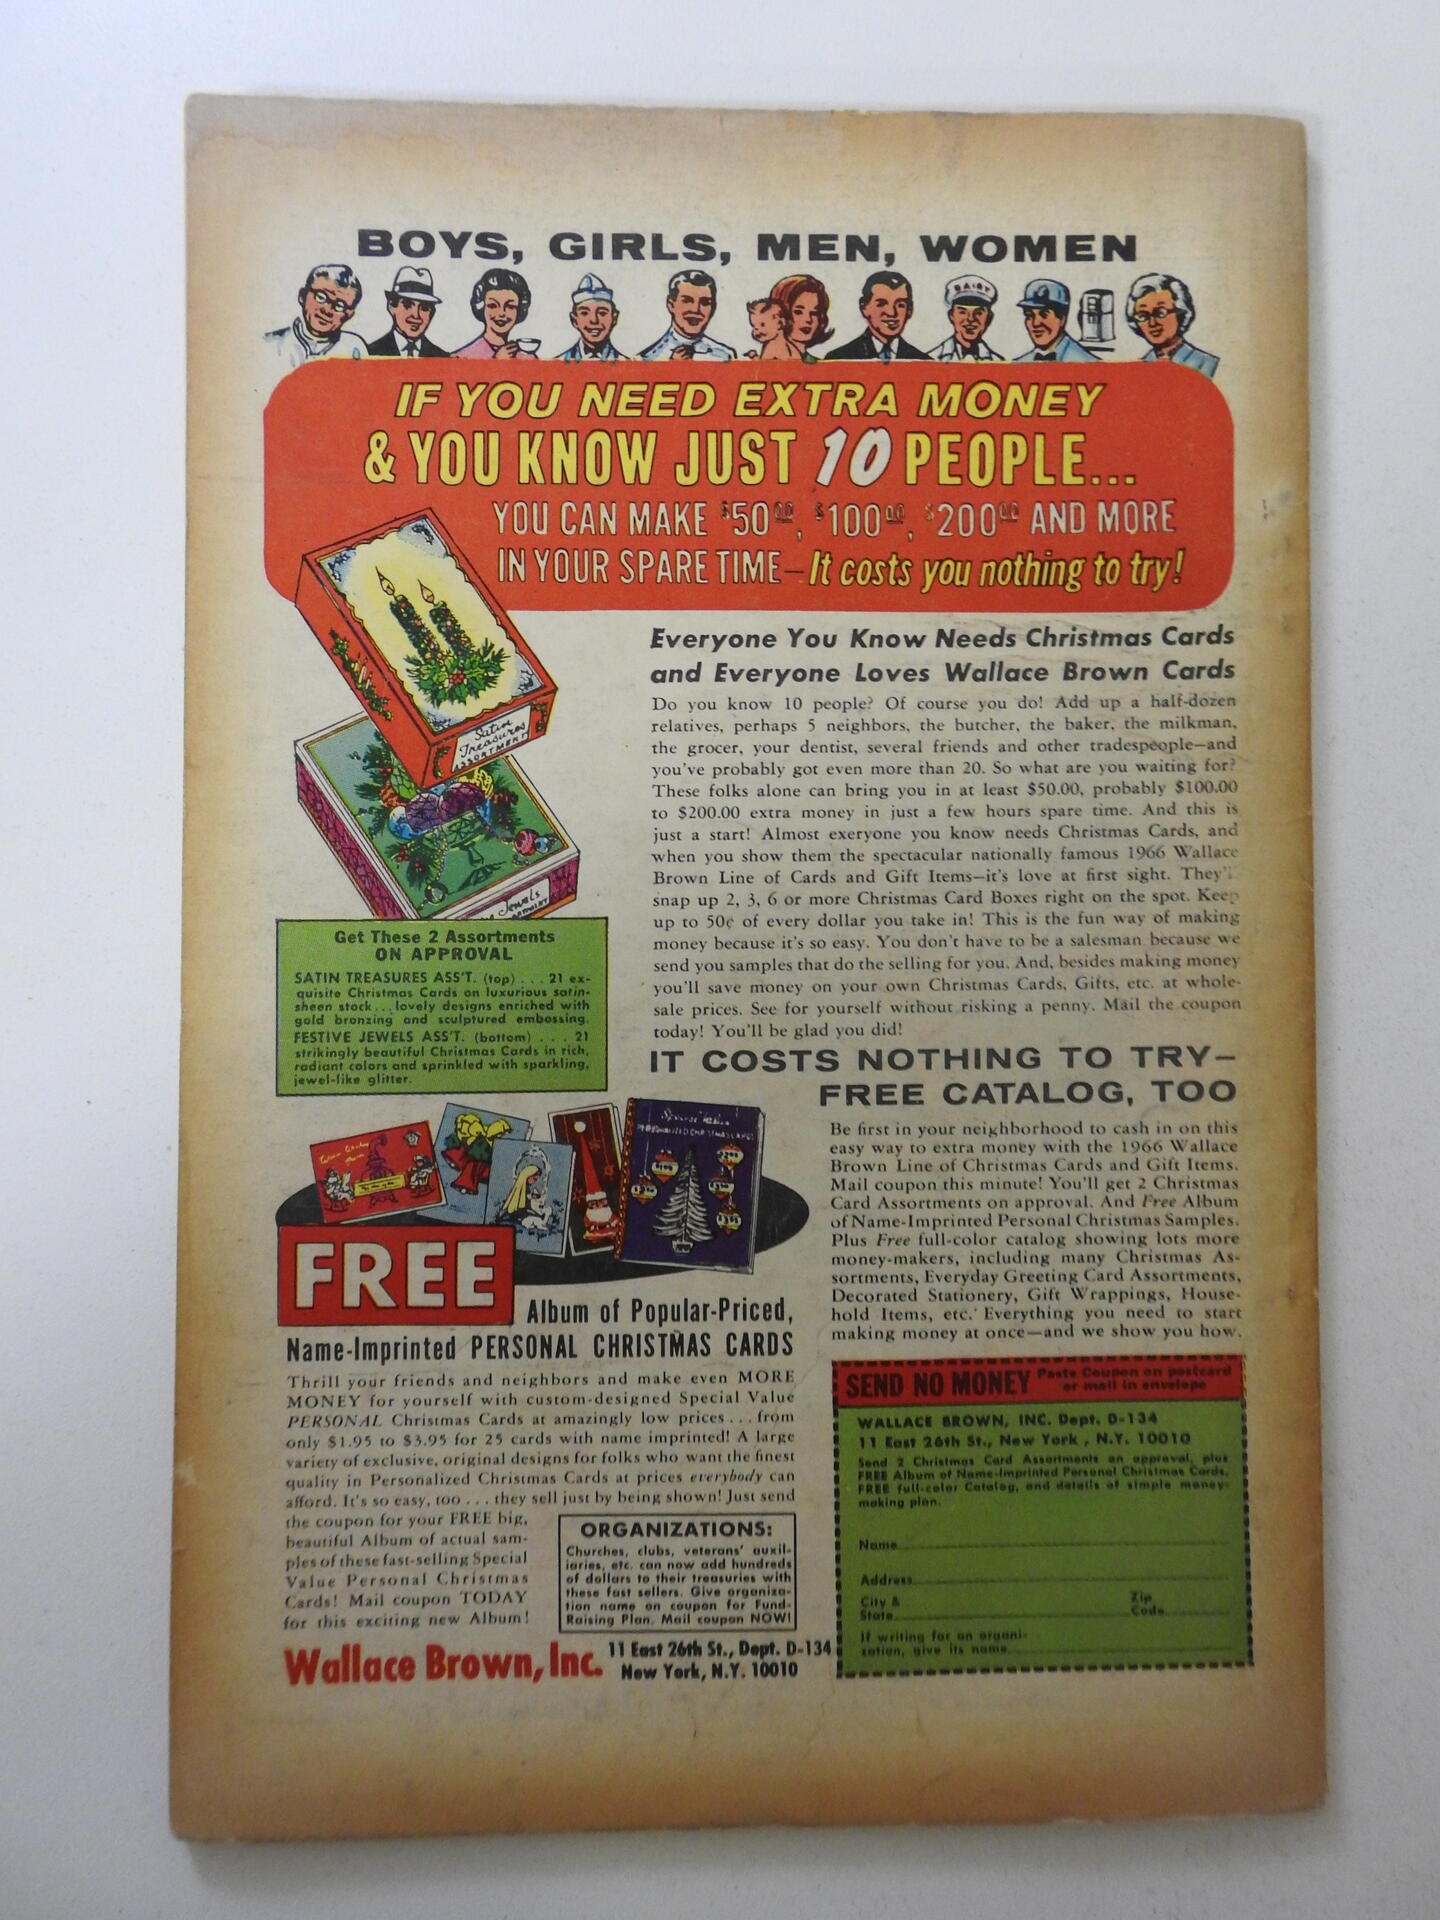 BOYS, GIRLS, MEN, WOMEN
DAIRY
IF YOU NEED EXTRA MONEY
& YOU KNOW JUST 10 PEOPLE...
YOU CAN MAKE $50.00, $100.00, $200.00 AND MORE
IN YOUR SPARE TIME—It costs you nothing to try!
Satin
Treasures
ASSORTMENT
Jewels
Get These 2 Assortments
ON APPROVAL
SATIN TREASURES ASS'T. (top) . . . 21 ex-
quisite Christmas Cards on luxurious satin-
sheen stock . . . lovely designs enriched with
gold bronzing and sculptured embossing.
FESTIVE JEWELS ASS'T. (bottom) . . . 21
strikingly beautiful Christmas Cards in rich,
radiant colors and sprinkled with sparkling,
jewel-like glitter.
Everyone You Know Needs Christmas Cards
and Everyone Loves Wallace Brown Cards
Do you know 10 people? Of course you do! Add up a half-dozen
relatives, perhaps 5 neighbors, the butcher, the baker, the milkman,
the grocer, your dentist, several friends and other tradespeople—and
you've probably got even more than 20. So what are you waiting for?
These folks alone can bring you in at least $50.00, probably $100.00
to $200.00 extra money in just a few hours spare time. And this is
just a start! Almost exeryone you know needs Christmas Cards, and
when you show them the spectacular nationally famous 1966 Wallace
Brown Line of Cards and Gift Items—it's love at first sight. They'll
snap up 2, 3, 6 or more Christmas Card Boxes right on the spot. Keep
up to 50¢ of every dollar you take in! This is the fun way of making
money because it's so easy. You don't have to be a salesman because we
send you samples that do the selling for you. And, besides making money
you'll save money on your own Christmas Cards, Gifts, etc. at whole-
sale prices. See for yourself without risking a penny. Mail the coupon
today! You'll be glad you did!
IT COSTS NOTHING TO TRY—
FREE CATALOG, TOO
Be first in your neighborhood to cash in on this
easy way to extra money with the 1966 Wallace
Brown Line of Christmas Cards and Gift Items.
Mail coupon this minute! You'll get 2 Christmas
Card Assortments on approval. And Free Album
of Name-Imprinted Personal Christmas Samples.
Plus Free full-color catalog showing lots more
money-makers, including many Christmas As-
sortments, Everyday Greeting Card Assortments,
Decorated Stationery, Gift Wrappings, House-
hold Items, etc. Everything you need to start
making money at once—and we show you how.
PERSONALIZED CHRISTMAS CARDS
FREE
Album of Popular-Priced,
Name-Imprinted PERSONAL CHRISTMAS CARDS
Thrill your friends and neighbors and make even MORE
MONEY for yourself with custom-designed Special Value
PERSONAL Christmas Cards at amazingly low prices . . . from
only $1.95 to $3.95 for 25 cards with name imprinted! A large
variety of exclusive, original designs for folks who want the finest
quality in Personalized Christmas Cards at prices everybody can
afford. It's so easy, too . . . they sell just by being shown! Just send
the coupon for your FREE big,
beautiful Album of actual sam-
ples of these fast-selling Special
Value Personal Christmas
Cards! Mail coupon TODAY
for this exciting new Album!
ORGANIZATIONS:
Churches, clubs, veterans' auxil-
iaries, etc. can now add hundreds
of dollars to their treasuries with
these fast sellers. Give organiza-
tion name on coupon for Fund-
Raising Plan. Mail coupon NOW!
Wallace Brown, Inc. 11 East 26th St., Dept. D-134
New York, N.Y. 10010
SEND NO MONEY Paste Coupon on postcard
or mail in envelope
WALLACE BROWN, INC. Dept. D-134
11 East 26th St., New York, N.Y. 10010
Send 2 Christmas Card Assortments on approval, plus
FREE Album of Name-Imprinted Personal Christmas Cards,
FREE full-color Catalog, and details of simple money-
making plan.
Name
Address
City & Zip
State Code
If writing for an organi-
zation, give its name